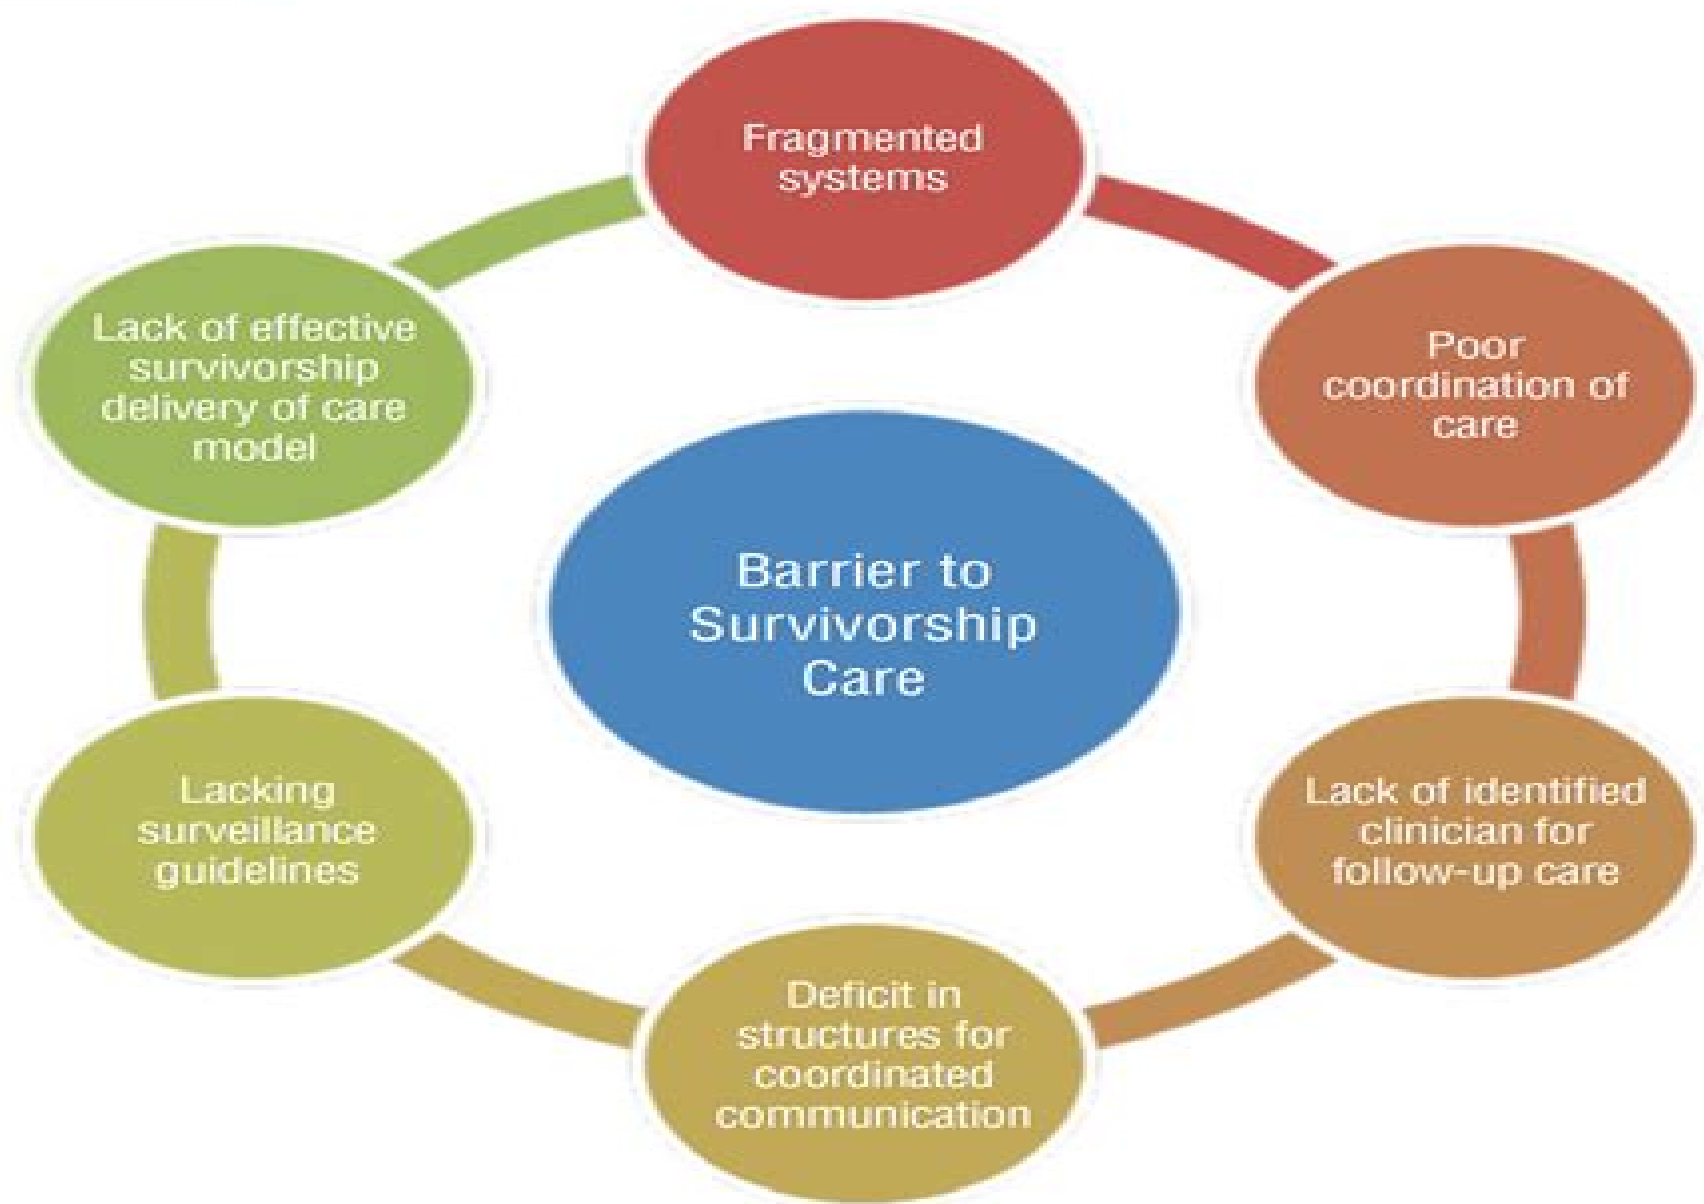 Fragmented
systems
Poor
coordination of
care
Lack of identified
clinician for
follow-up care
Deficit in
structures for
coordinated
communication
Lacking
surveillance
guidelines
Lack of effective
survivorship
delivery of care
model
Barrier to
Survivorship
Care